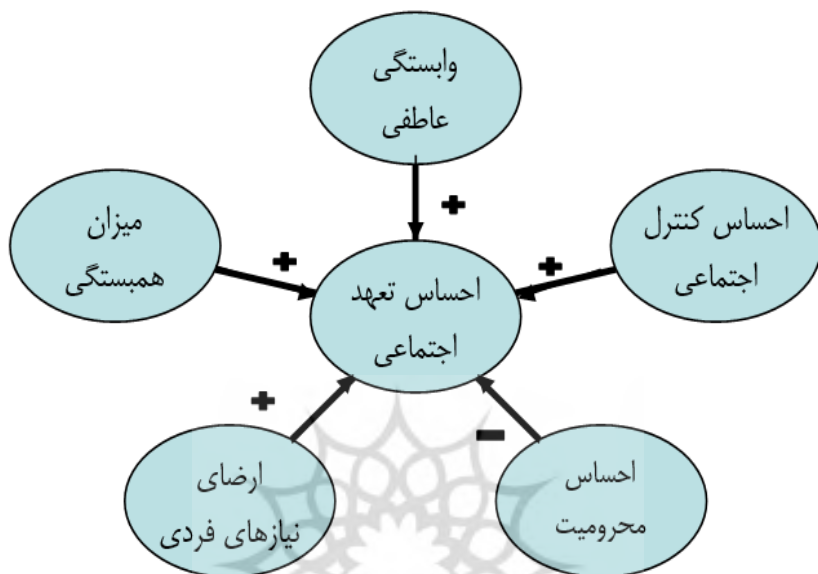 وابستگی
عاطفی
+
احساس کنترل
اجتماعی
+
میزان
همبستگی
+
احساس تعهد
اجتماعی
+
ارضای
نیازهای فردی
−
احساس
محرومیت